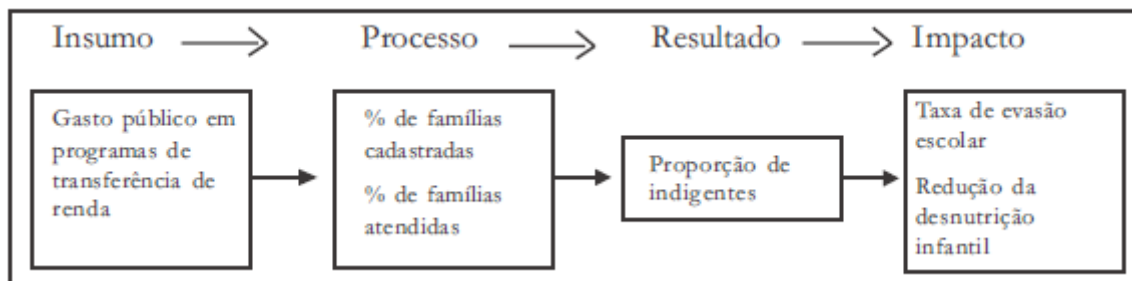 Insumo
Processo
Resultado
Impacto
Gasto público em
programas de
transferência de
renda
% de famílias
cadastradas
% de famílias
atendidas
Proporção de
indigentes
Taxa de evasão
escolar
Redução da
desnutrição
infantil